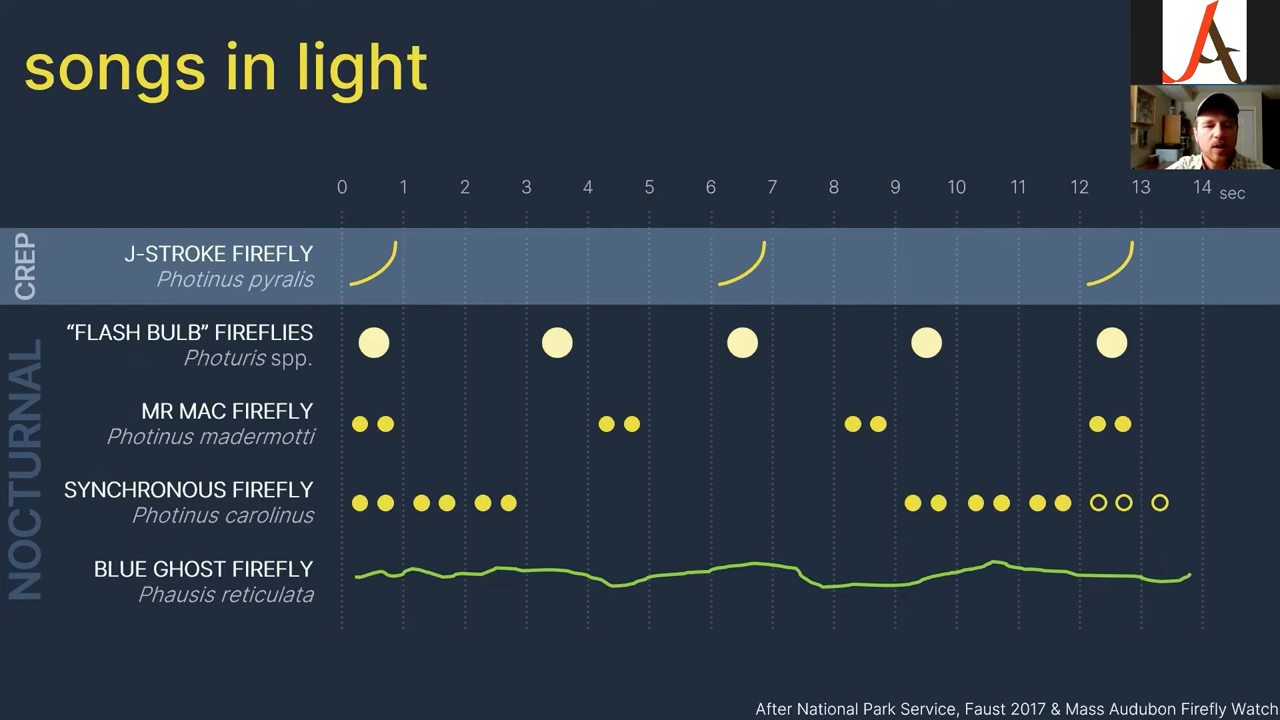 songs in light
0 1 2 3 4 5 6 7 8 9 10 11 12 13 14 sec
CREP
J-STROKE FIREFLY
Photinus pyralis
NOCTURNAL
“FLASH BULB” FIREFLIES
Photuris spp.
MR MAC FIREFLY
Photinus madermotti
SYNCHRONOUS FIREFLY
Photinus carolinus
BLUE GHOST FIREFLY
Phausis reticulata
After National Park Service, Faust 2017 & Mass Audubon Firefly Watch